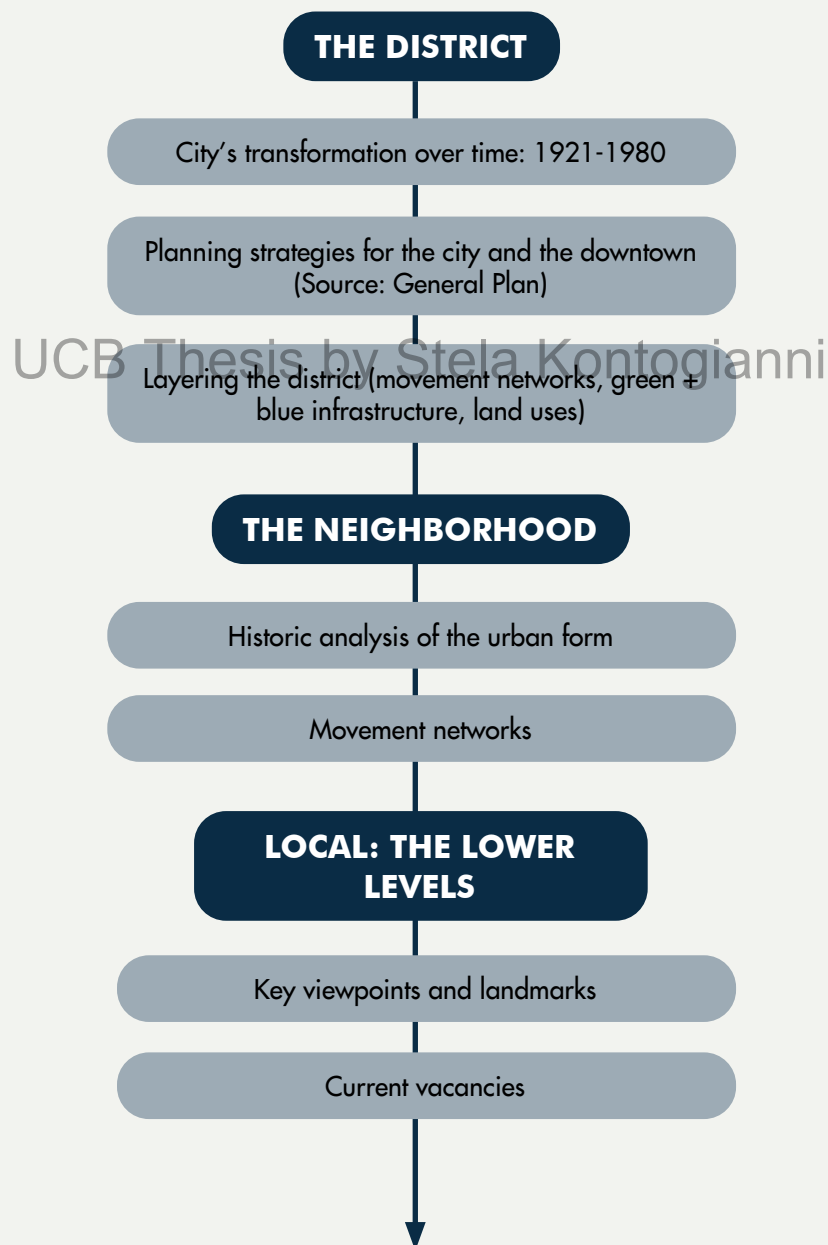 THE DISTRICT
City's transformation over time: 1921-1980
Planning strategies for the city and the downtown
(Source: General Plan)
UCB Thesis by Stela Kontogianni
Layering the district (movement networks, green +
blue infrastructure, land uses)
THE NEIGHBORHOOD
Historic analysis of the urban form
Movement networks
LOCAL: THE LOWER
LEVELS
Key viewpoints and landmarks
Current vacancies